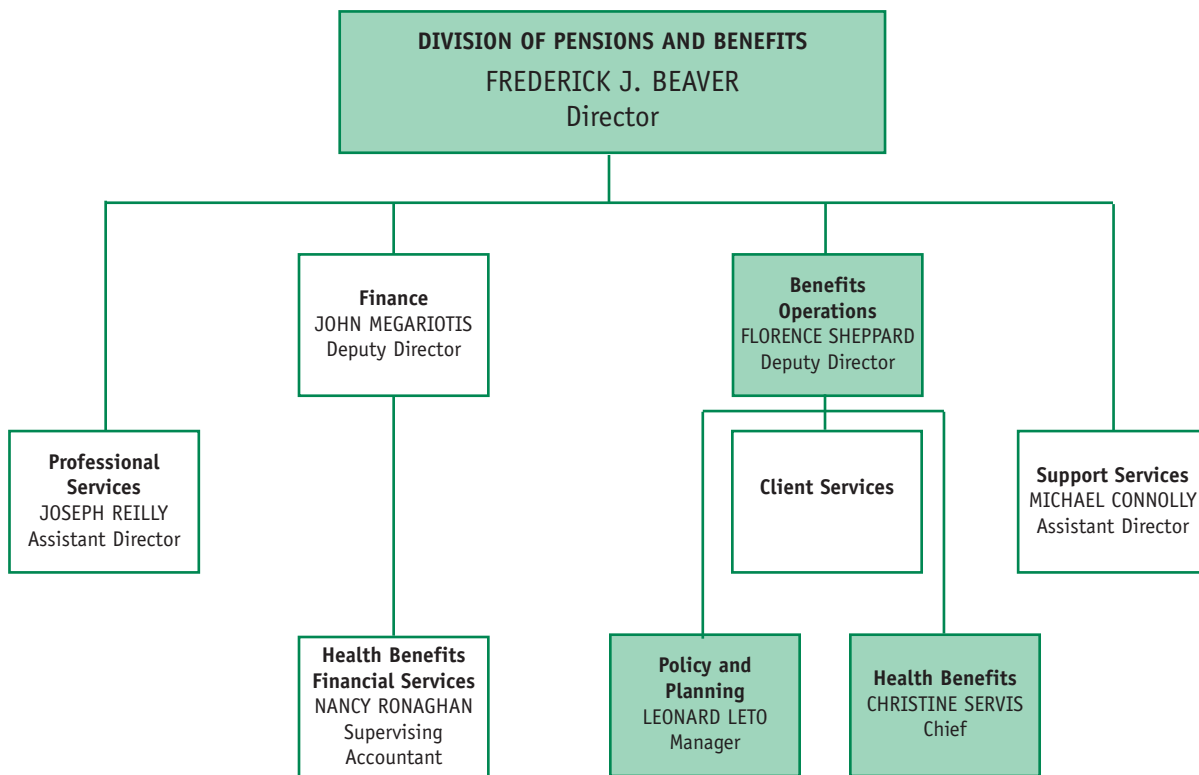 DIVISION OF PENSIONS AND BENEFITS
FREDERICK J. BEAVER
Director
Finance
JOHN MEGARIOTIS
Deputy Director
Benefits
Operations
FLORENCE SHEPPARD
Deputy Director
Professional
Services
JOSEPH REILLY
Assistant Director
Client Services
Support Services
MICHAEL CONNOLLY
Assistant Director
Health Benefits
Financial Services
NANCY RONAGHAN
Supervising
Accountant
Policy and
Planning
LEONARD LETO
Manager
Health Benefits
CHRISTINE SERVIS
Chief